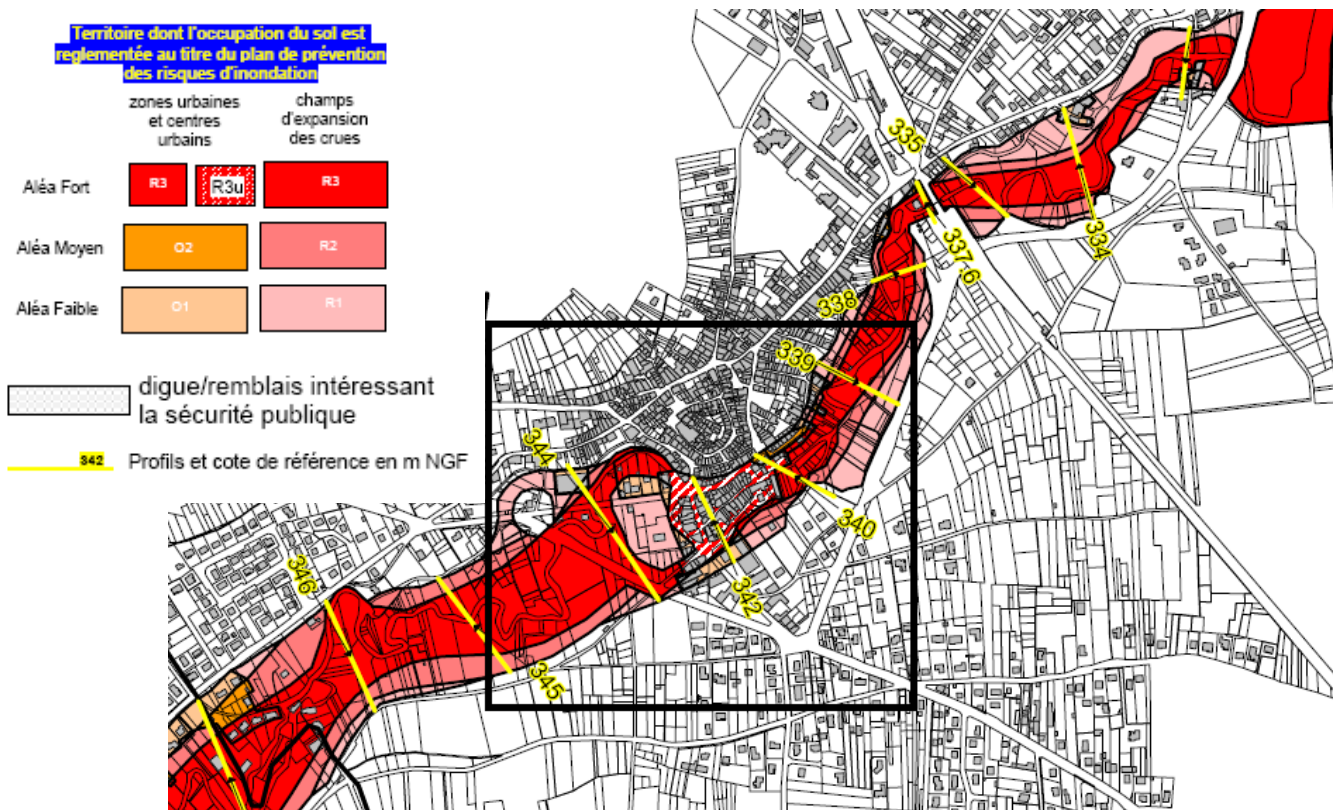 Territoire dont l'occupation du sol est
reglementée au titre du plan de prévention
des risques d'inondation
zones urbaines
et centres
urbains
champs
d'expansion
des crues
Aléa Fort
R3
R3u
R3
Aléa Moyen
O2
R2
Aléa Faible
O1
R1
digue/remblais intéressant
la sécurité publique
342
Profils et cote de référence en m NGF
335
334
337.6
338
339
344
340
342
346
345